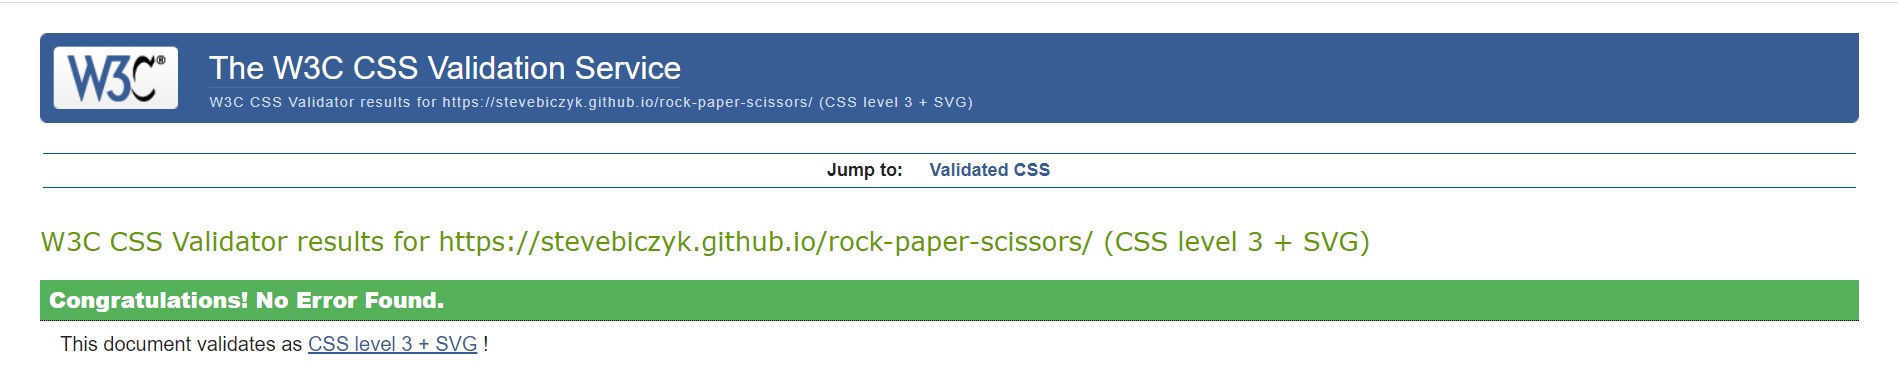 W3C®
The W3C CSS Validation Service
W3C CSS Validator results for https://stevebiczyk.github.io/rock-paper-scissors/ (CSS level 3 + SVG)
Jump to: Validated CSS
W3C CSS Validator results for https://stevebiczyk.github.io/rock-paper-scissors/ (CSS level 3 + SVG)
Congratulations! No Error Found.
This document validates as CSS level 3 + SVG !